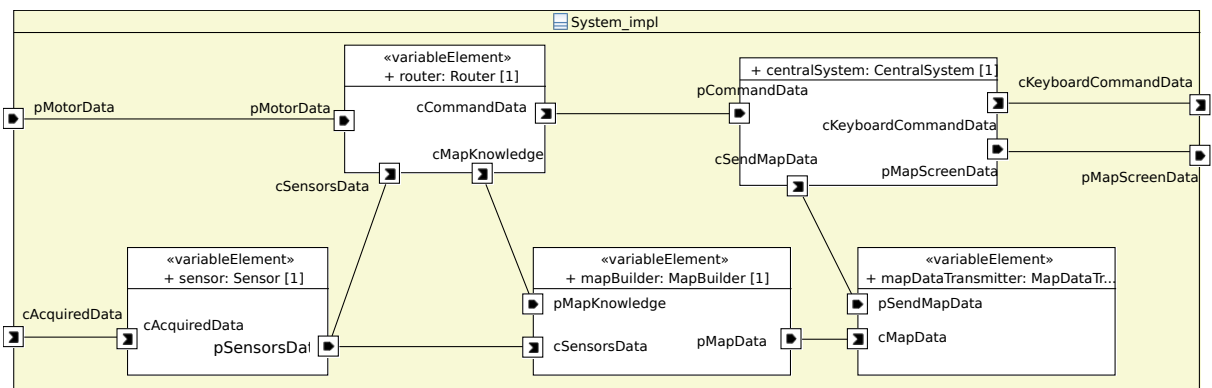 System_impl
«variableElement»
+ router: Router [1]
+ centralSystem: CentralSystem [1]
cKeyboardCommandData
pCommandData
pMotorData
pMotorData
cCommandData
cKeyboardCommandData
cMapKnowledge
cSendMapData
cSensorsData
pMapScreenData
pMapScreenData
«variableElement»
+ sensor: Sensor [1]
«variableElement»
+ mapBuilder: MapBuilder [1]
«variableElement»
+ mapDataTransmitter: MapDataTr...
cAcquiredData
cAcquiredData
pMapKnowledge
pSendMapData
pSensorsDat
cSensorsData
pMapData
cMapData